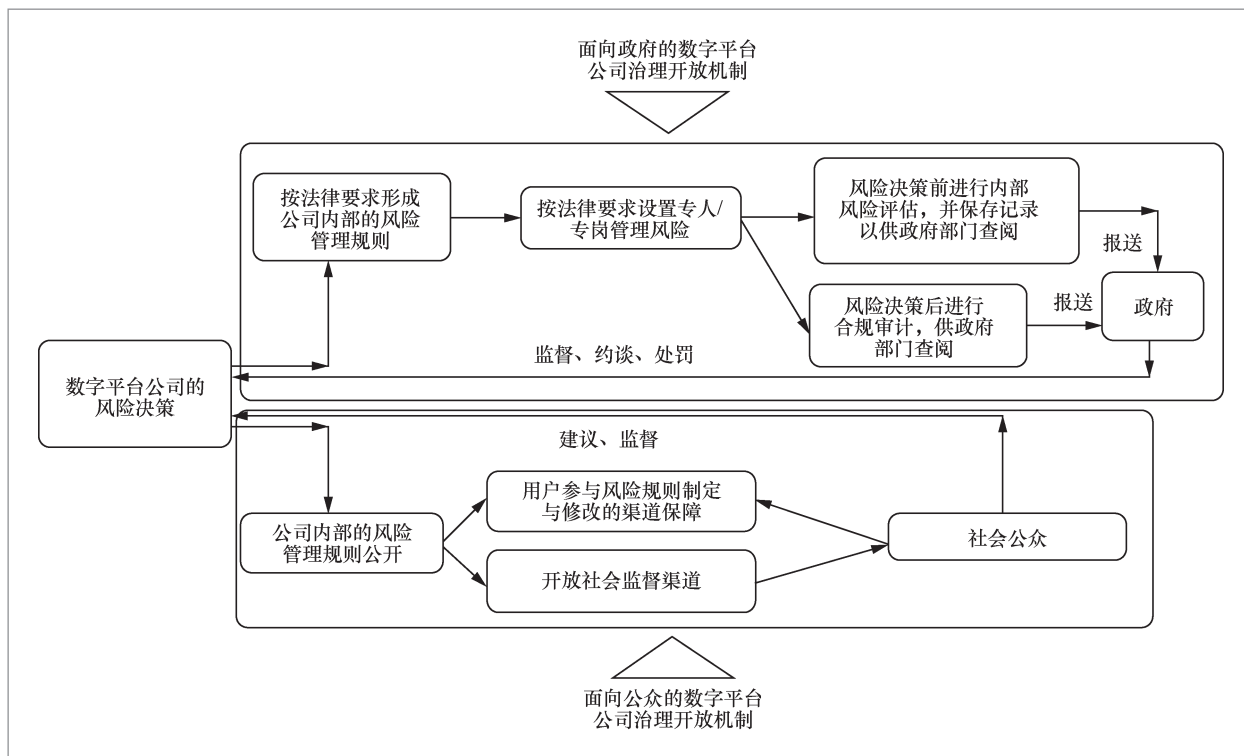 面向政府的数字平台
公司治理开放机制
按法律要求形成
公司内部的风险
管理规则
按法律要求设置专人/
专岗管理风险
风险决策前进行内部
风险评估，并保存记录
以供政府部门查阅
报送
风险决策后进行
合规审计，供政府
部门查阅
报送
政府
监督、约谈、处罚
数字平台公司的
风险决策
建议、监督
公司内部的风险
管理规则公开
用户参与风险规则制定
与修改的渠道保障
开放社会监督渠道
社会公众
面向公众的数字平台
公司治理开放机制